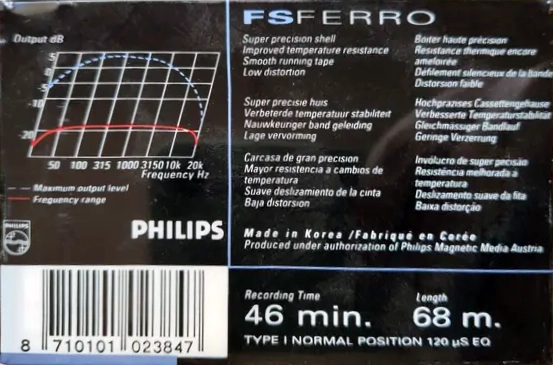 FSFERRO
Output dB
5
-5
-10
-20
50 100 315 1000 3150 10k 20k
Frequency Hz
Maximum output level
Frequency range
PHILIPS
PHILIPS
8 710101 023847
Super precision shell
Improved temperature resistance
Smooth running tape
Low distortion
Boitier haute précision
Resistance thermique encore
ameloirée
Défilement silencieux de la bande
Distorsion faible
Super precisie huis
Verbeterde temperatuur stabiliteit
Nauwkeuriger band geleiding
Lage vervorming
Hochpräzises Cassettengehäuse
Verbesserte Temperaturstabilität
Gleichmässiger Bandlauf
Geringe Verzerrung
Carcasa de gran precision
Mayor resistencia a cambios de
temperatura
Suave deslizamiento de la cinta
Baja distorsion
Invólucro de super precisão
Resistência melhorada à
temperatura
Deslizamento suave da fita
Baixa distorção
Made in Korea /Fabriqué en Corée
Produced under authorization of Philips Magnetic Media Austria
Recording Time
46 min.
Length
68 m.
TYPE I NORMAL POSITION 120 µS EQ